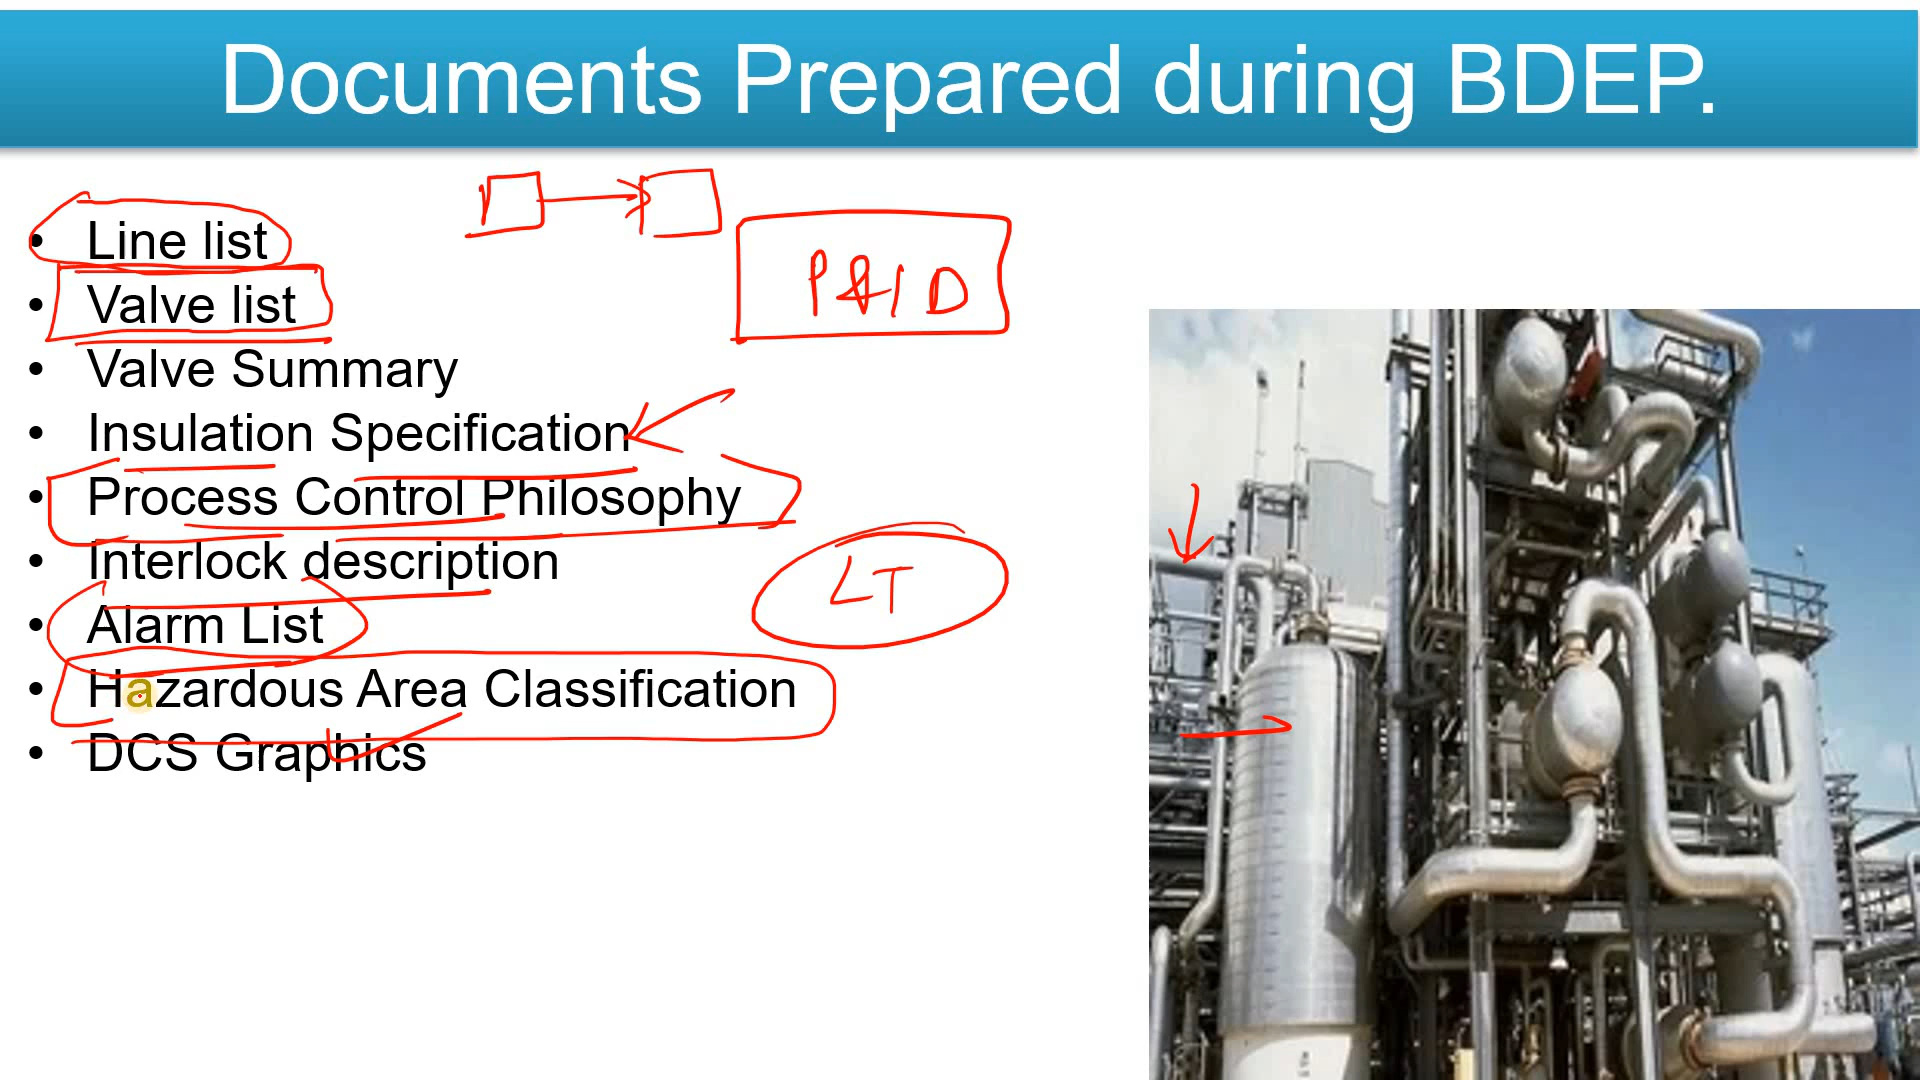 Documents Prepared during BDEP.
• Line list
• Valve list
P&ID
• Valve Summary
• Insulation Specification
• Process Control Philosophy
• Interlock description
LT
• Alarm List
• Hazardous Area Classification
• DCS Graphics